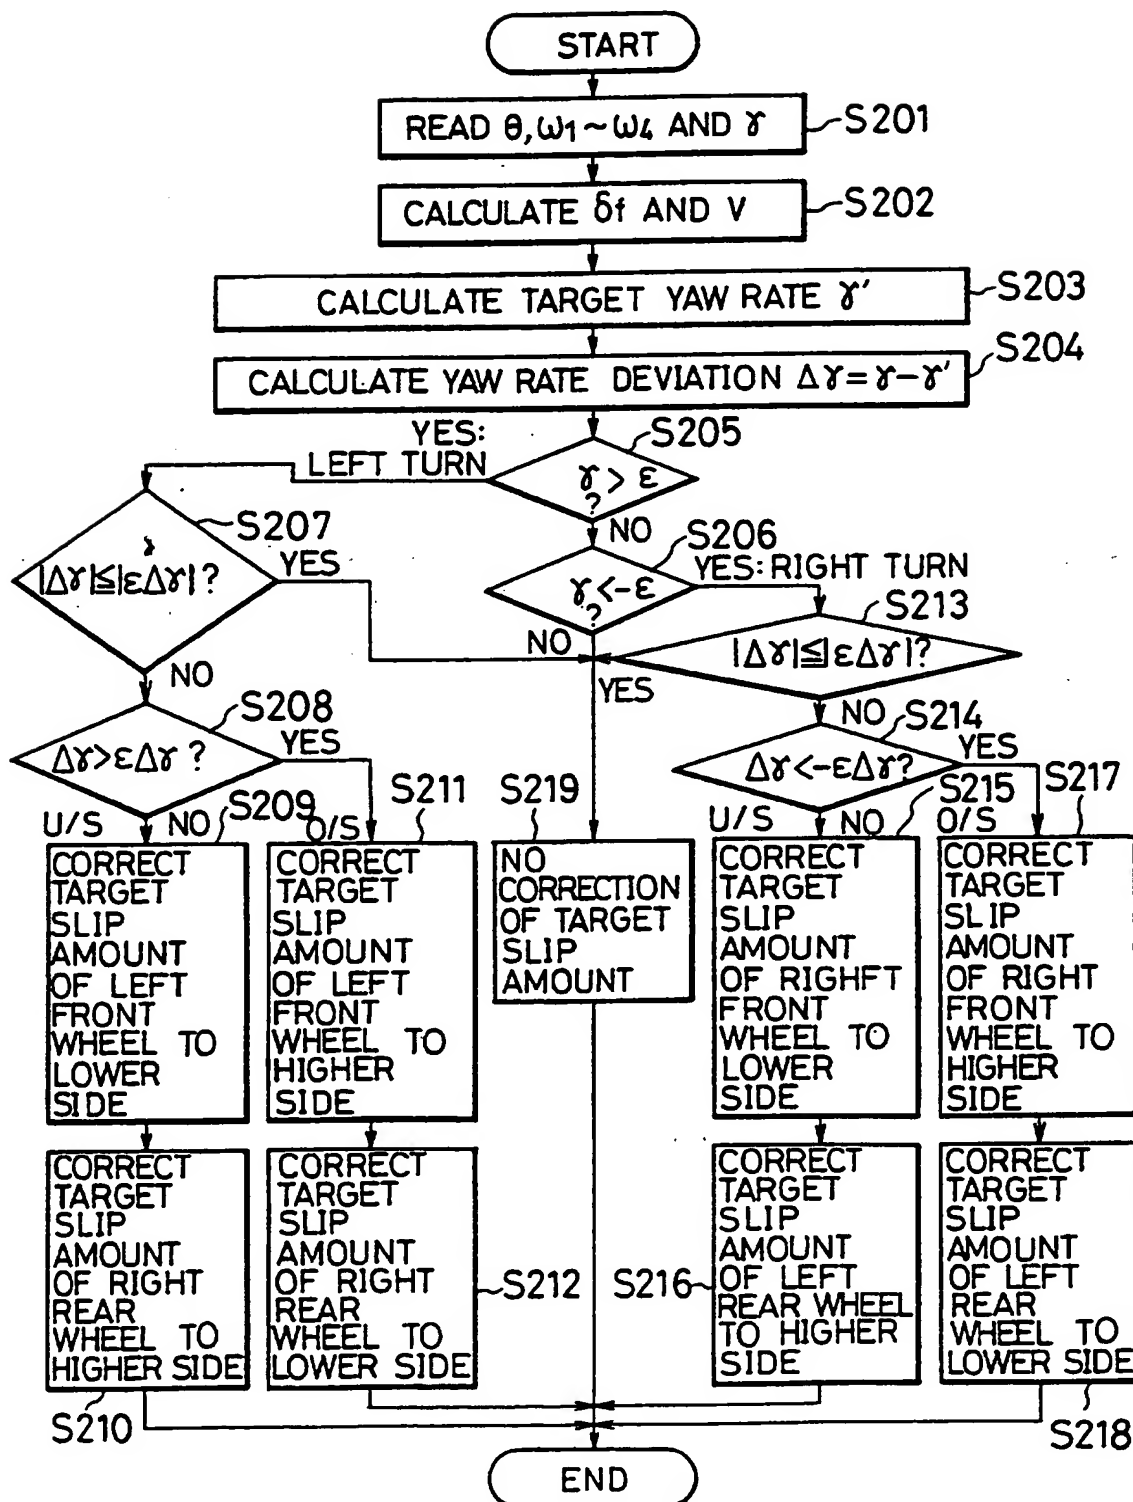 START
READ θ, ω1~ω4 AND γ
S201
CALCULATE δf AND V
S202
CALCULATE TARGET YAW RATE γ'
S203
CALCULATE YAW RATE DEVIATION Δγ=γ-γ'
S204
YES:
LEFT TURN
S205
γ > ε
?
NO
S207
|Δγ|≦|εΔγ|?
YES
NO
S206
γ <-ε
?
YES: RIGHT TURN
NO
S213
|Δγ|≦|εΔγ|?
YES
NO
S208
Δγ>εΔγ ?
YES
S214
Δγ<-εΔγ?
YES
U/S
NO
S209
O/S
S211
S219
U/S
NO
S215
O/S
S217
CORRECT
TARGET
SLIP
AMOUNT
OF LEFT
FRONT
WHEEL TO
LOWER
SIDE
CORRECT
TARGET
SLIP
AMOUNT
OF LEFT
FRONT
WHEEL TO
HIGHER
SIDE
NO
CORRECTION
OF TARGET
SLIP
AMOUNT
CORRECT
TARGET
SLIP
AMOUNT
OF RIGHFT
FRONT
WHEEL TO
LOWER
SIDE
CORRECT
TARGET
SLIP
AMOUNT
OF RIGHT
FRONT
WHEEL TO
HIGHER
SIDE
CORRECT
TARGET
SLIP
AMOUNT
OF RIGHT
REAR
WHEEL TO
HIGHER SIDE
S210
CORRECT
TARGET
SLIP
AMOUNT
OF RIGHT
REAR
WHEEL TO
LOWER SIDE
S212
CORRECT
TARGET
SLIP
AMOUNT
OF LEFT
REAR WHEEL
TO HIGHER
SIDE
S216
CORRECT
TARGET
SLIP
AMOUNT
OF LEFT
REAR
WHEEL TO
LOWER SIDE
S218
END